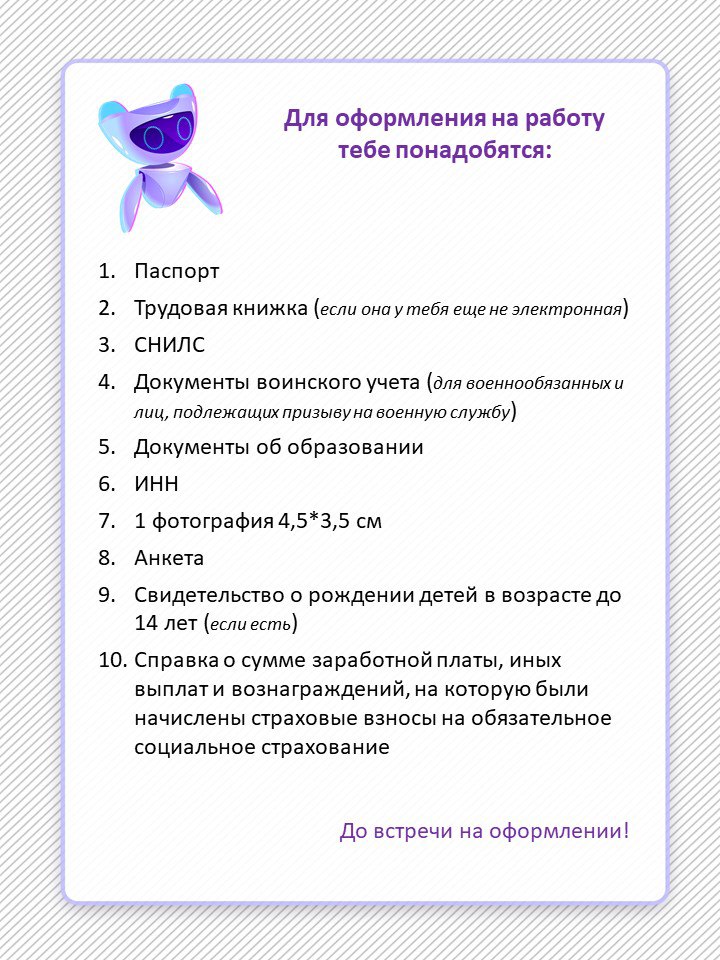 Для оформления на работу
тебе понадобятся:
1. Паспорт
2. Трудовая книжка (если она у тебя еще не электронная)
3. СНИЛС
4. Документы воинского учета (для военнообязанных и
лиц, подлежащих призыву на военную службу)
5. Документы об образовании
6. ИНН
7. 1 фотография 4,5*3,5 см
8. Анкета
9. Свидетельство о рождении детей в возрасте до
14 лет (если есть)
10. Справка о сумме заработной платы, иных
выплат и вознаграждений, на которую были
начислены страховые взносы на обязательное
социальное страхование
До встречи на оформлении!